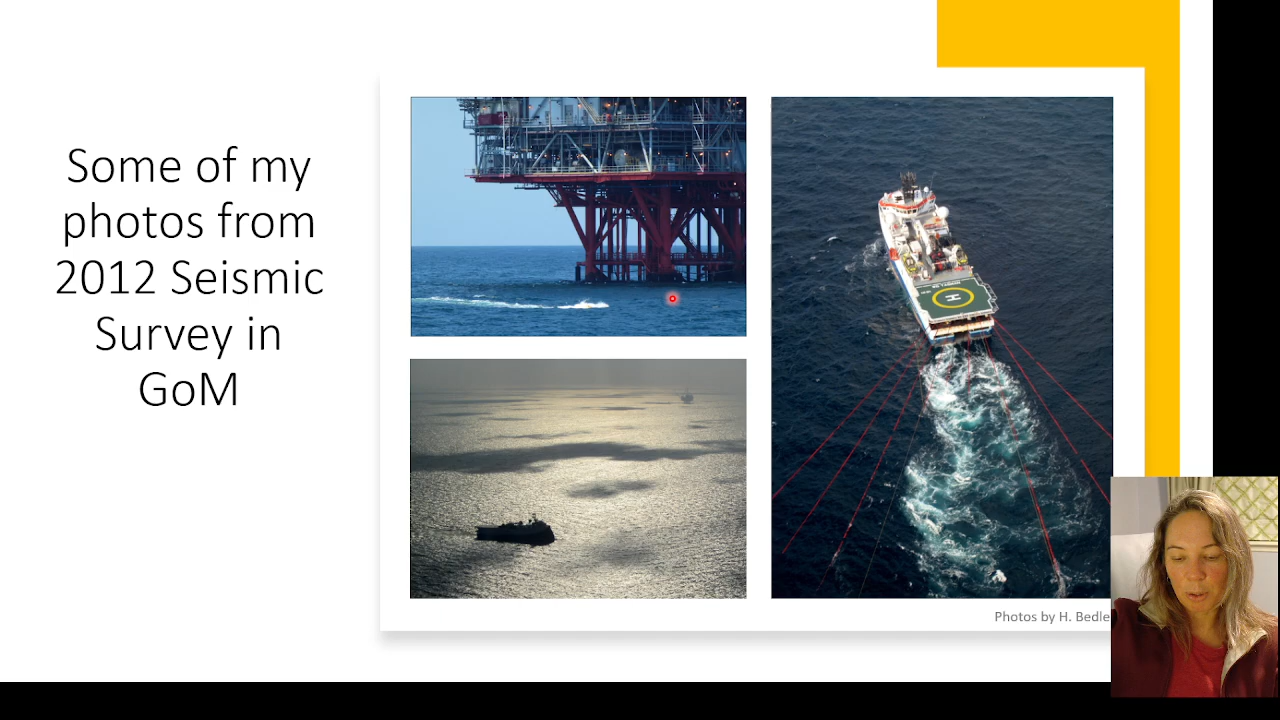 Some of my
photos from
2012 Seismic
Survey in
GoM
H
Photos by H. Bedle